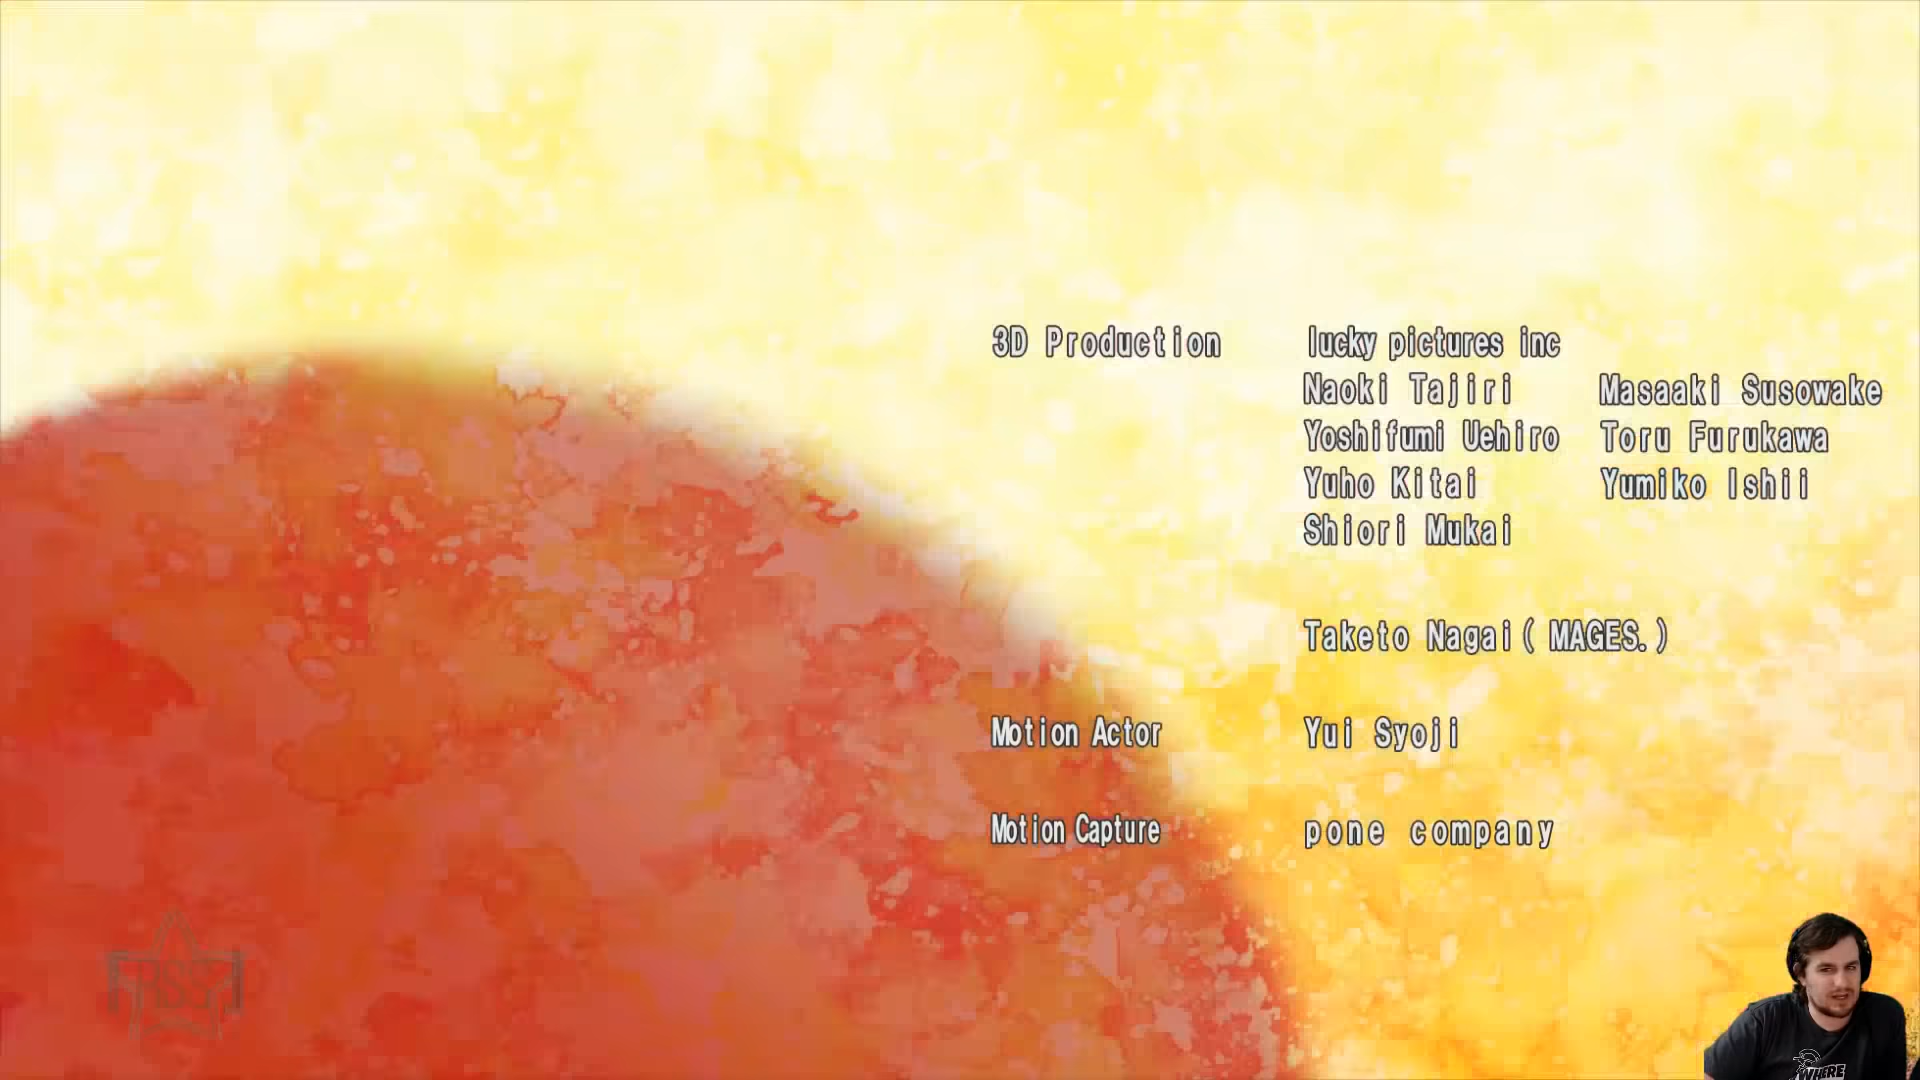 3D Production lucky pictures inc
Naoki Tajiri Masaaki Susowake
Yoshifumi Uehiro Toru Furukawa
Yuho Kitai Yumiko Ishii
Shiori Mukai
Taketo Nagai( MAGES.)
Motion Actor Yui Syoji
Motion Capture pone company
WHERE